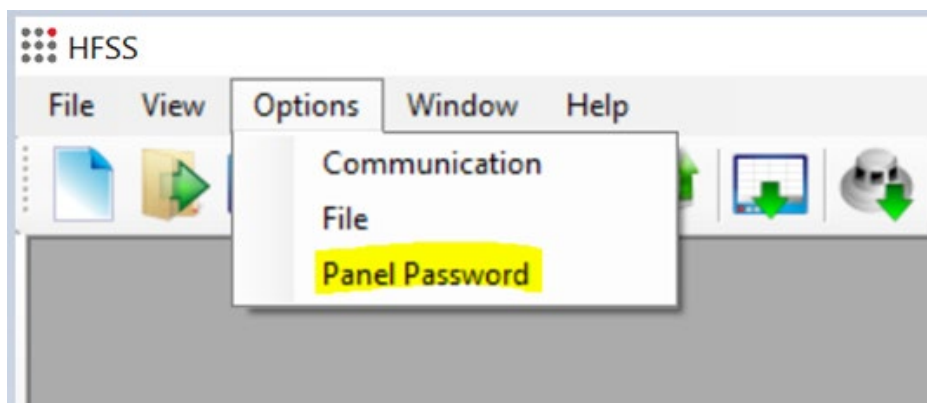 HFSS
File View Options Window Help
Communication
File
Panel Password